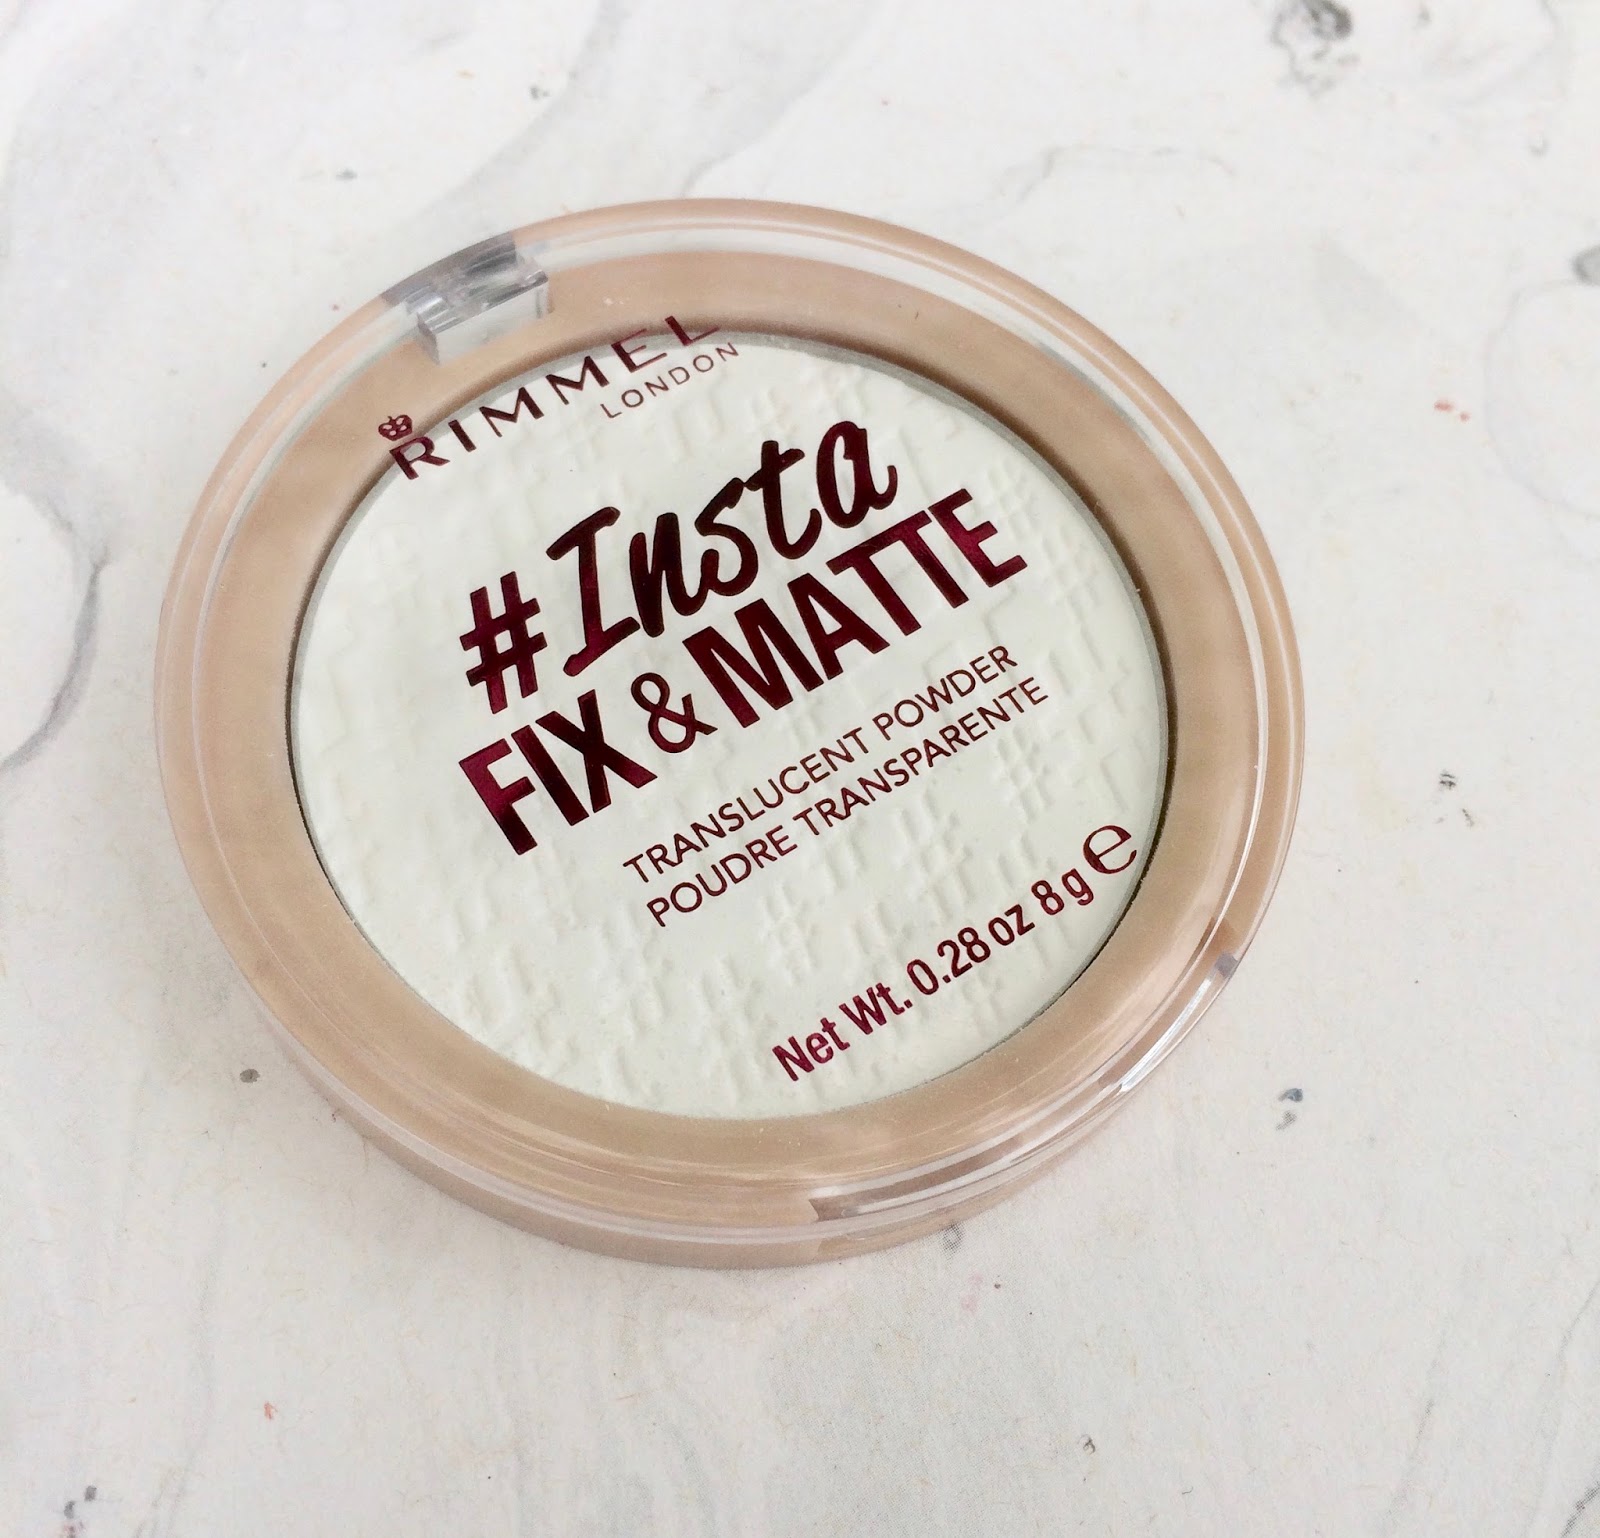 RIMMEL
LONDON
#Insta
FIX & MATTE
TRANSLUCENT POWDER
POUDRE TRANSPARENTE
Net Wt. 0.28 oz 8 g ℮